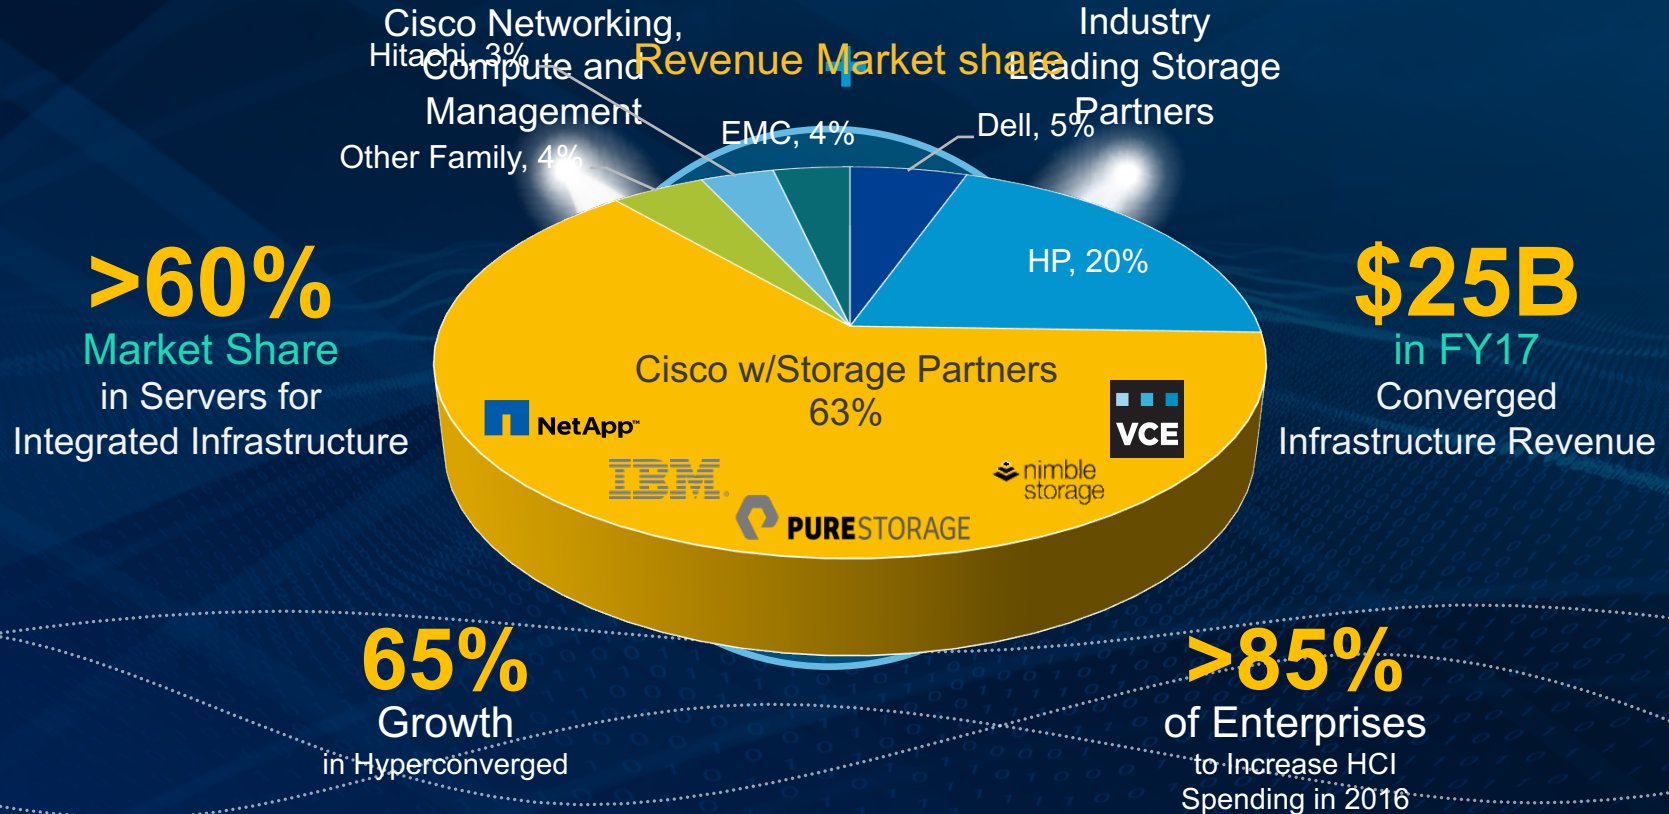 Cisco Networking,
Compute and
Management
Industry
Leading Storage
Partners
Revenue Market share
+
Hitachi, 3%
Other Family, 4%
EMC, 4%
Dell, 5%
HP, 20%
>60%
Market Share
in Servers for
Integrated Infrastructure
Cisco w/Storage Partners
63%
NetApp™
IBM®
PURESTORAGE
nimble
storage
VCE
$25B
in FY17
Converged
Infrastructure Revenue
65%
Growth
in Hyperconverged
>85%
of Enterprises
to Increase HCI
Spending in 2016